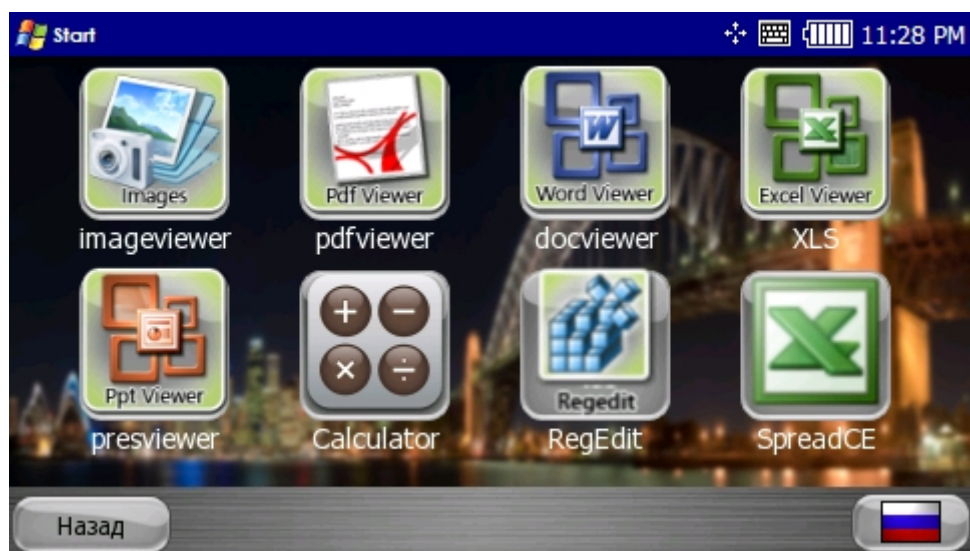 Start 11:28 PM
Images Pdf Viewer Word Viewer Excel Viewer
imageviewer pdfviewer docviewer XLS
Ppt Viewer Regedit
presviewer Calculator RegEdit SpreadCE
Назад